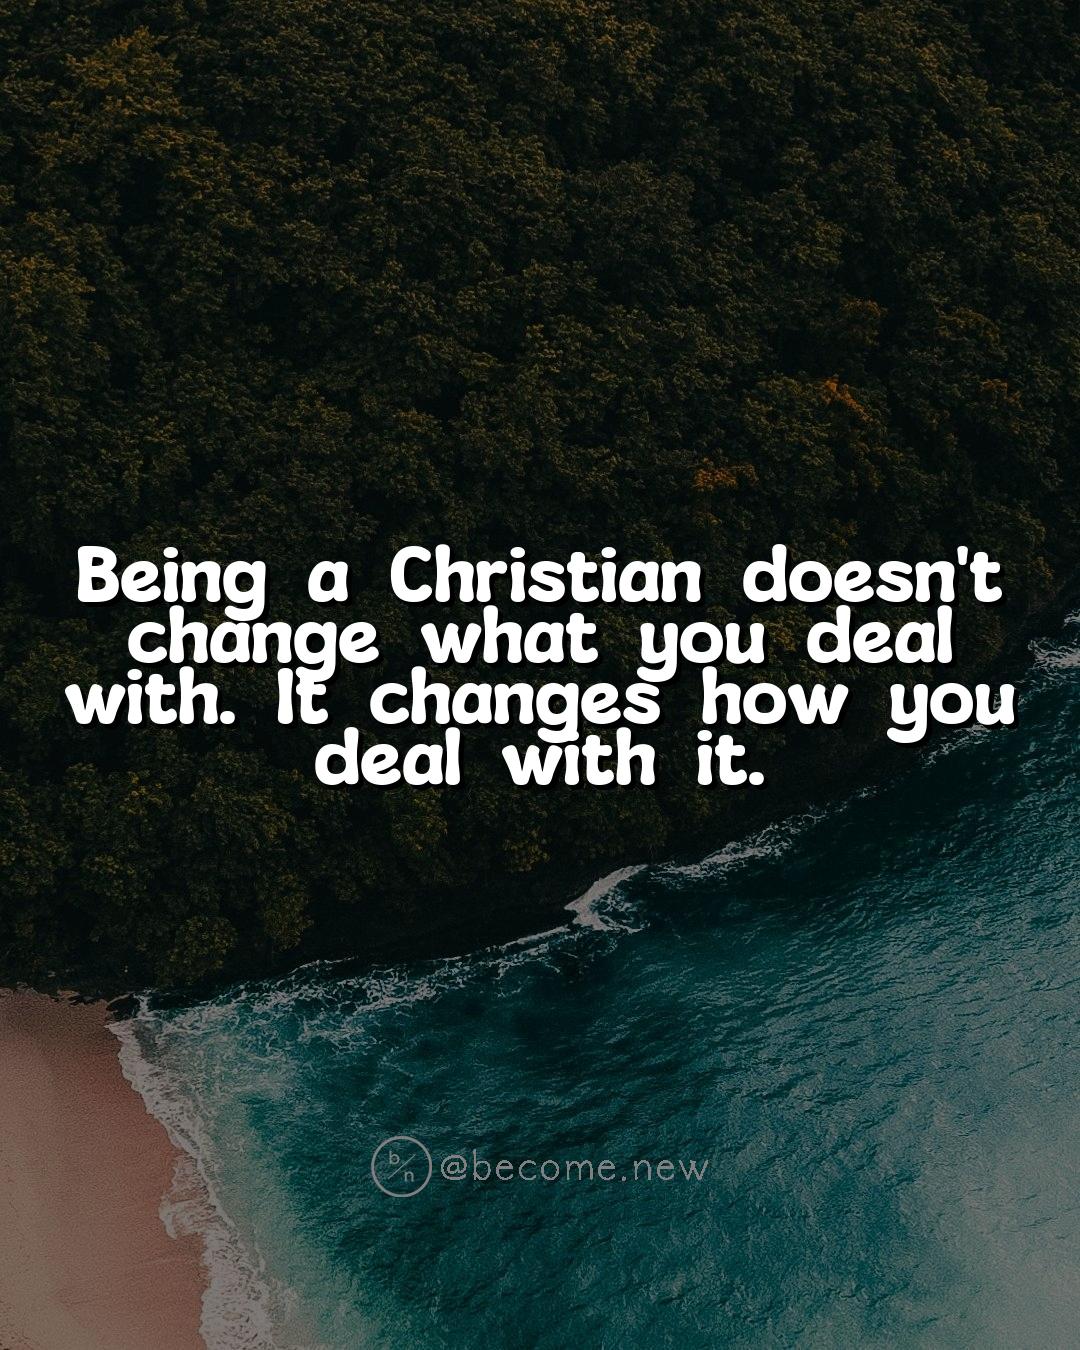 Being a Christian doesn't
change what you deal
with. It changes how you
deal with it.
b/n @become.new